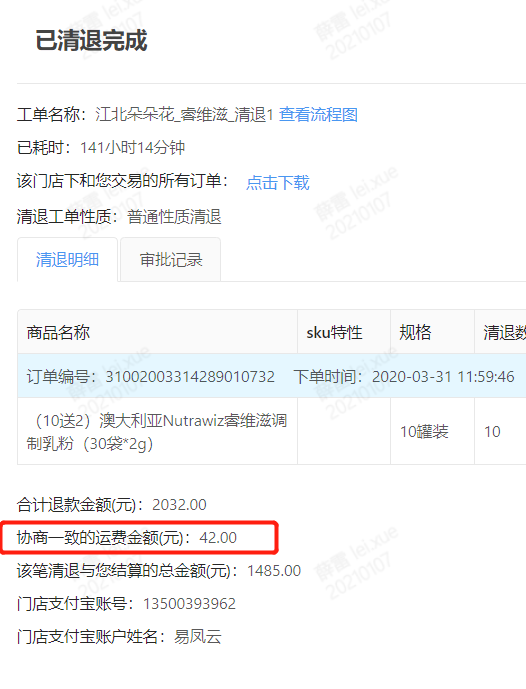 已清退完成
工单名称：江北朵朵花_睿维滋_清退1 查看流程图
已耗时：141小时14分钟
该门店下和您交易的所有订单： 点击下载
清退工单性质：普通性质清退
清退明细 审批记录
商品名称 sku特性 规格 清退数
订单编号：31002003314289010732 下单时间：2020-03-31 11:59:46
（10送2）澳大利亚Nutrawiz睿维滋调
制乳粉（30袋*2g） 10罐装 10
合计退款金额(元)：2032.00
协商一致的运费金额(元)：42.00
该笔清退与您结算的总金额(元)：1485.00
门店支付宝账号：13500393962
门店支付宝账户姓名：易凤云
薛雷 lei.xue
20210107